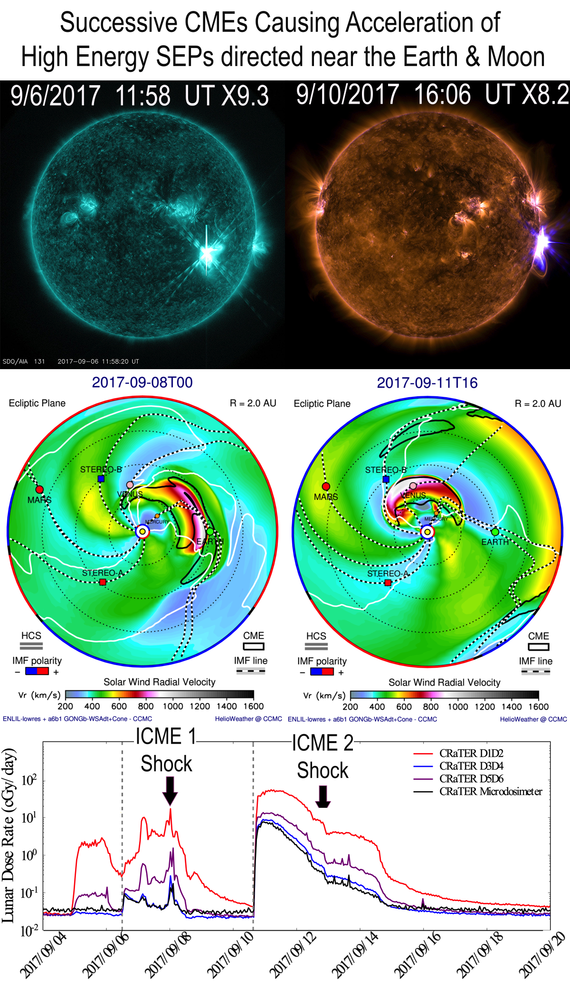 Successive CMEs Causing Acceleration of
High Energy SEPs directed near the Earth & Moon
9/6/2017 11:58 UT X9.3
9/10/2017 16:06 UT X8.2
SDO/AIA 131 2017-09-06 11:58:20 UT
2017-09-08T00
Ecliptic Plane
R = 2.0 AU
STEREO-B
VENUS
MARS
MERCURY
EARTH
STEREO-A
HCS
CME
IMF polarity
- +
IMF line
Solar Wind Radial Velocity
Vr (km/s)
200 400 600 800 1000 1200 1400 1600
ENLIL-lowres + a6b1 GONGb-WSAdt+Cone - CCMC
HelioWeather @ CCMC
2017-09-11T16
Ecliptic Plane
R = 2.0 AU
STEREO-B
VENUS
MARS
MERCURY
EARTH
STEREO-A
HCS
CME
IMF polarity
- +
IMF line
Solar Wind Radial Velocity
Vr (km/s)
200 400 600 800 1000 1200 1400 1600
ENLIL-lowres + a6b1 GONGb-WSAdt+Cone - CCMC
HelioWeather @ CCMC
ICME 1
Shock
ICME 2
Shock
CRaTER D1D2
CRaTER D3D4
CRaTER D5D6
CRaTER Microdosimeter
Lunar Dose Rate (cGy/day)
10²
10¹
10⁰
10⁻¹
10⁻²
2017/09/04
2017/09/06
2017/09/08
2017/09/10
2017/09/12
2017/09/14
2017/09/16
2017/09/18
2017/09/20